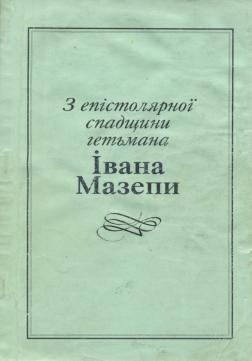 З епістолярної
спадщини
гетьмана
Івана
Мазепи